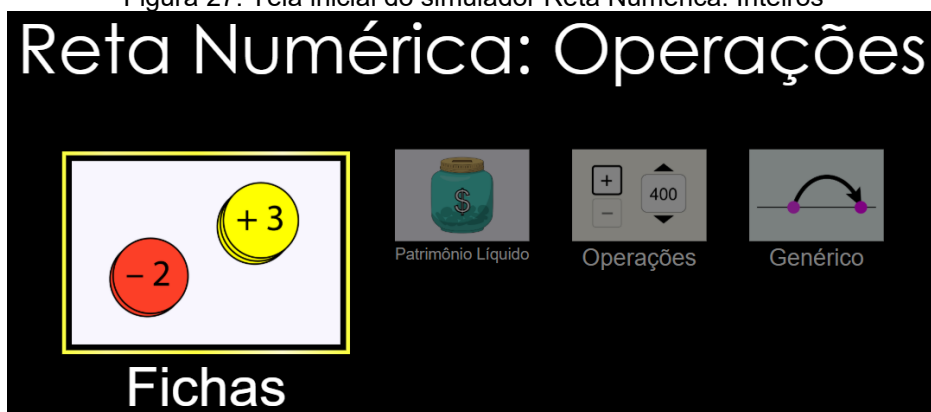 Figura 27: Tela inicial do simulador Reta Numérica: Inteiros
Reta Numérica: Operações
+ 3
- 2
Fichas
$
Patrimônio Líquido
+
-
400
Operações
Genérico